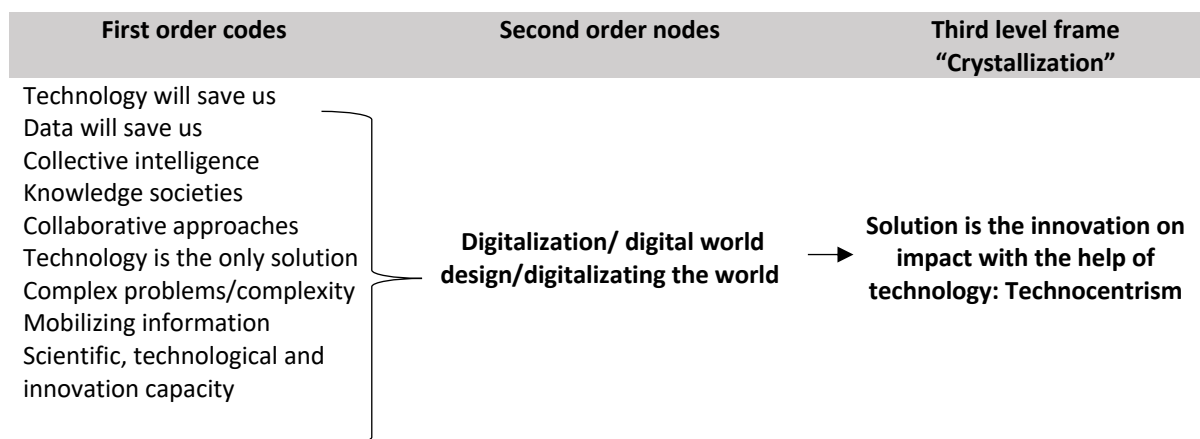 First order codes
Second order nodes
Third level frame
“Crystallization”
Technology will save us
Data will save us
Collective intelligence
Knowledge societies
Collaborative approaches
Technology is the only solution
Complex problems/complexity
Mobilizing information
Scientific, technological and
innovation capacity
Digitalization/ digital world
design/digitalizating the world
Solution is the innovation on
impact with the help of
technology: Technocentrism